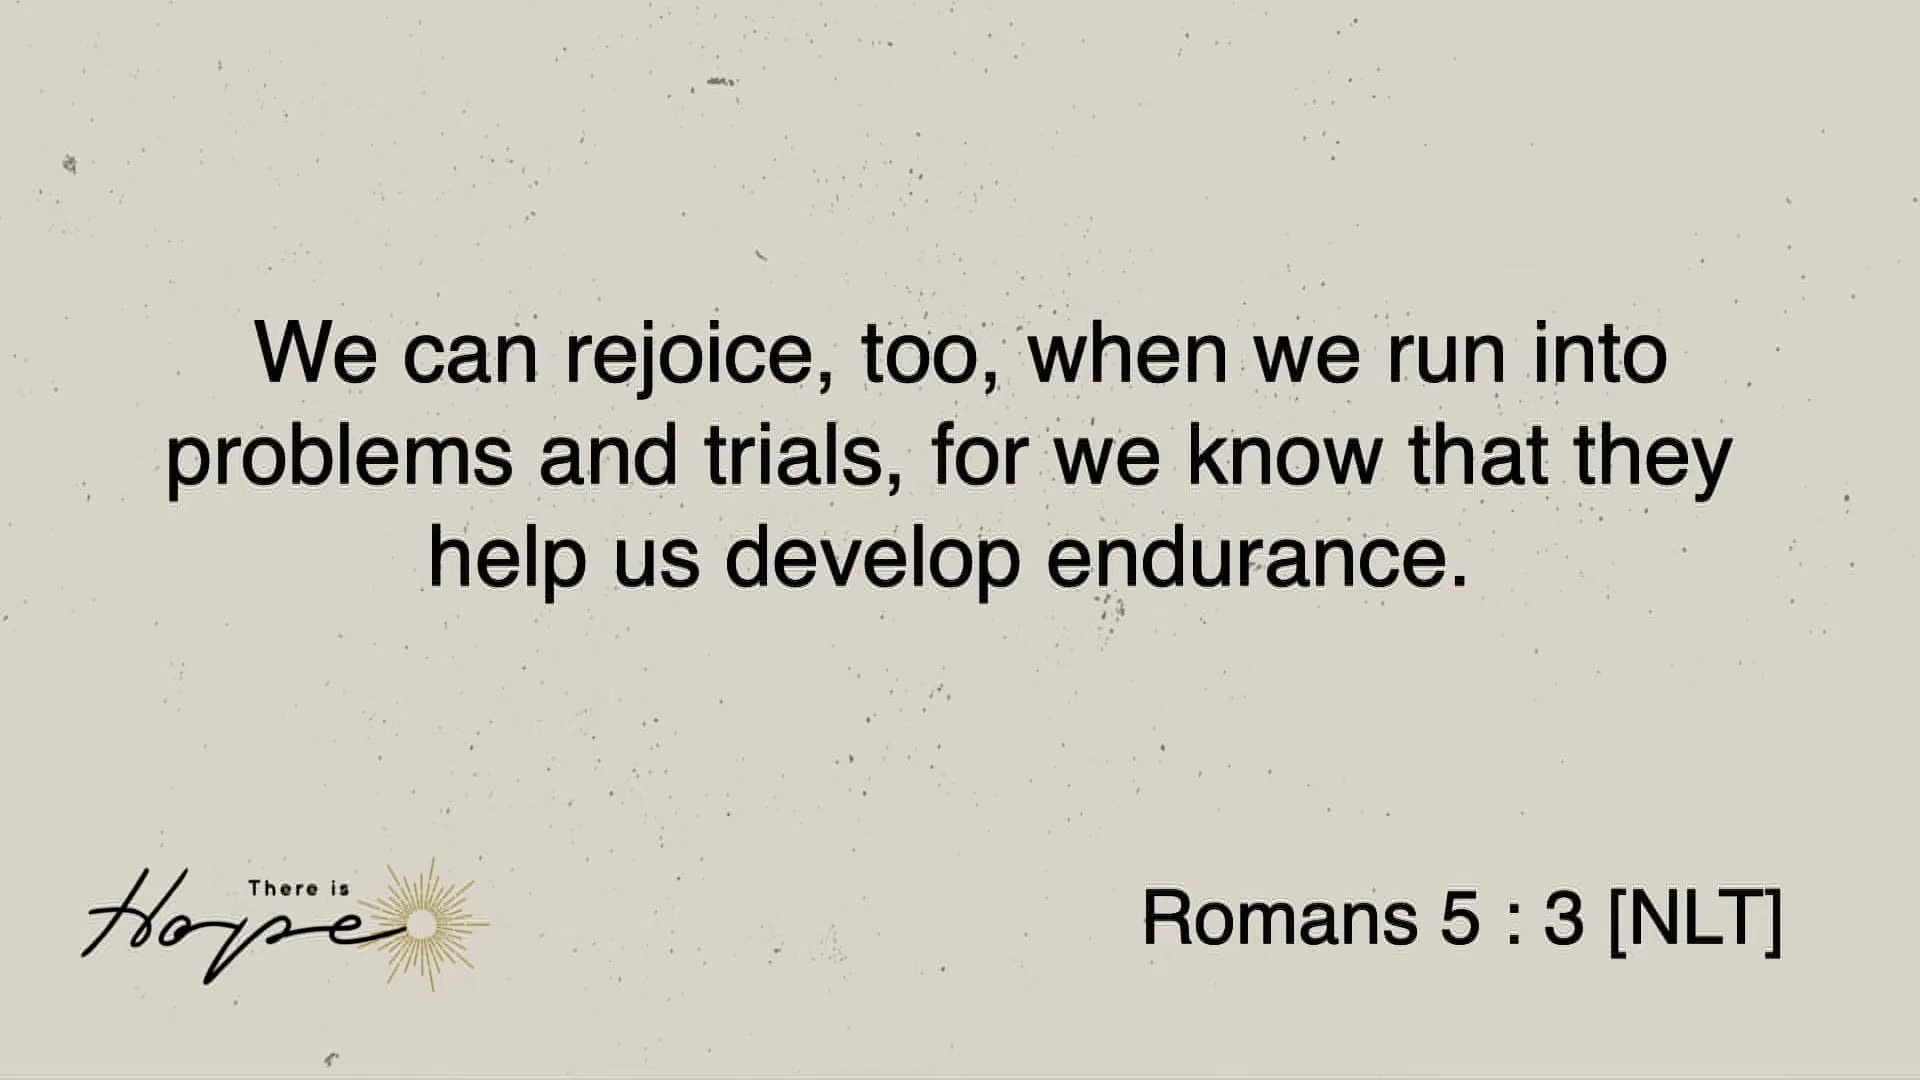 We can rejoice, too, when we run into
problems and trials, for we know that they
help us develop endurance.
There is
Hope
Romans 5 : 3 [NLT]